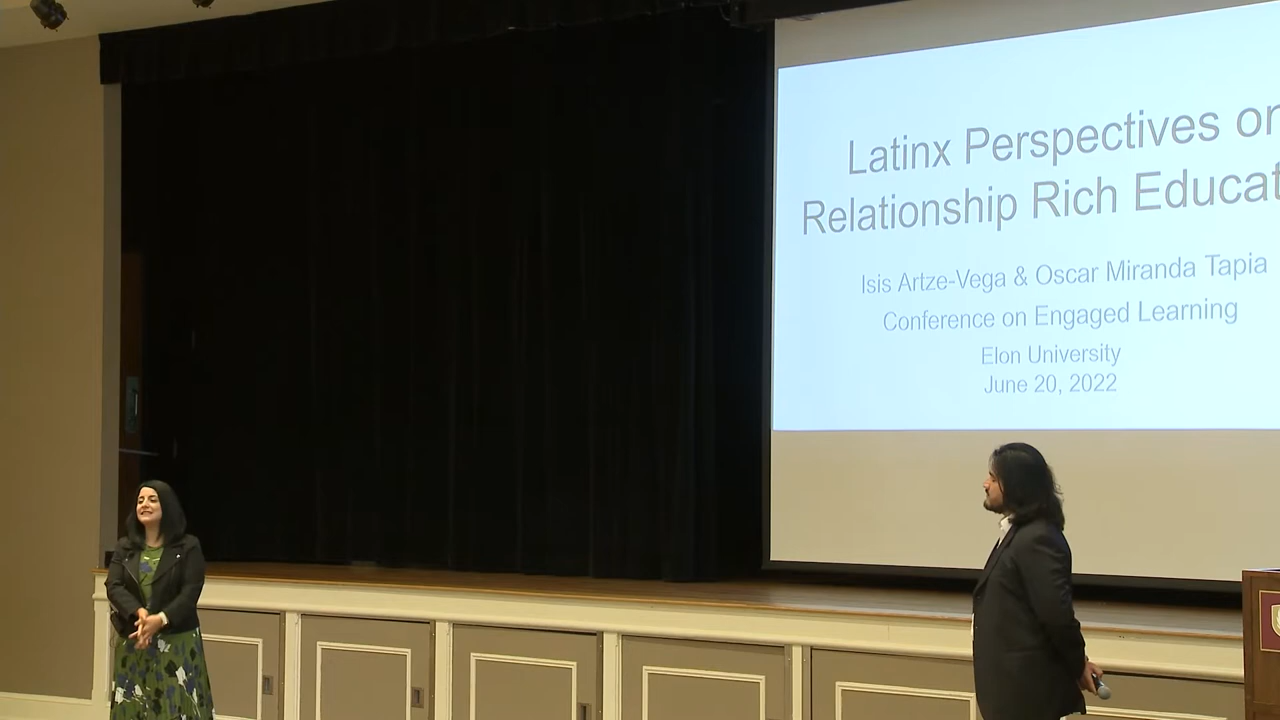 Latinx Perspectives on
Relationship Rich Educat
Isis Artze-Vega & Oscar Miranda Tapia
Conference on Engaged Learning
Elon University
June 20, 2022